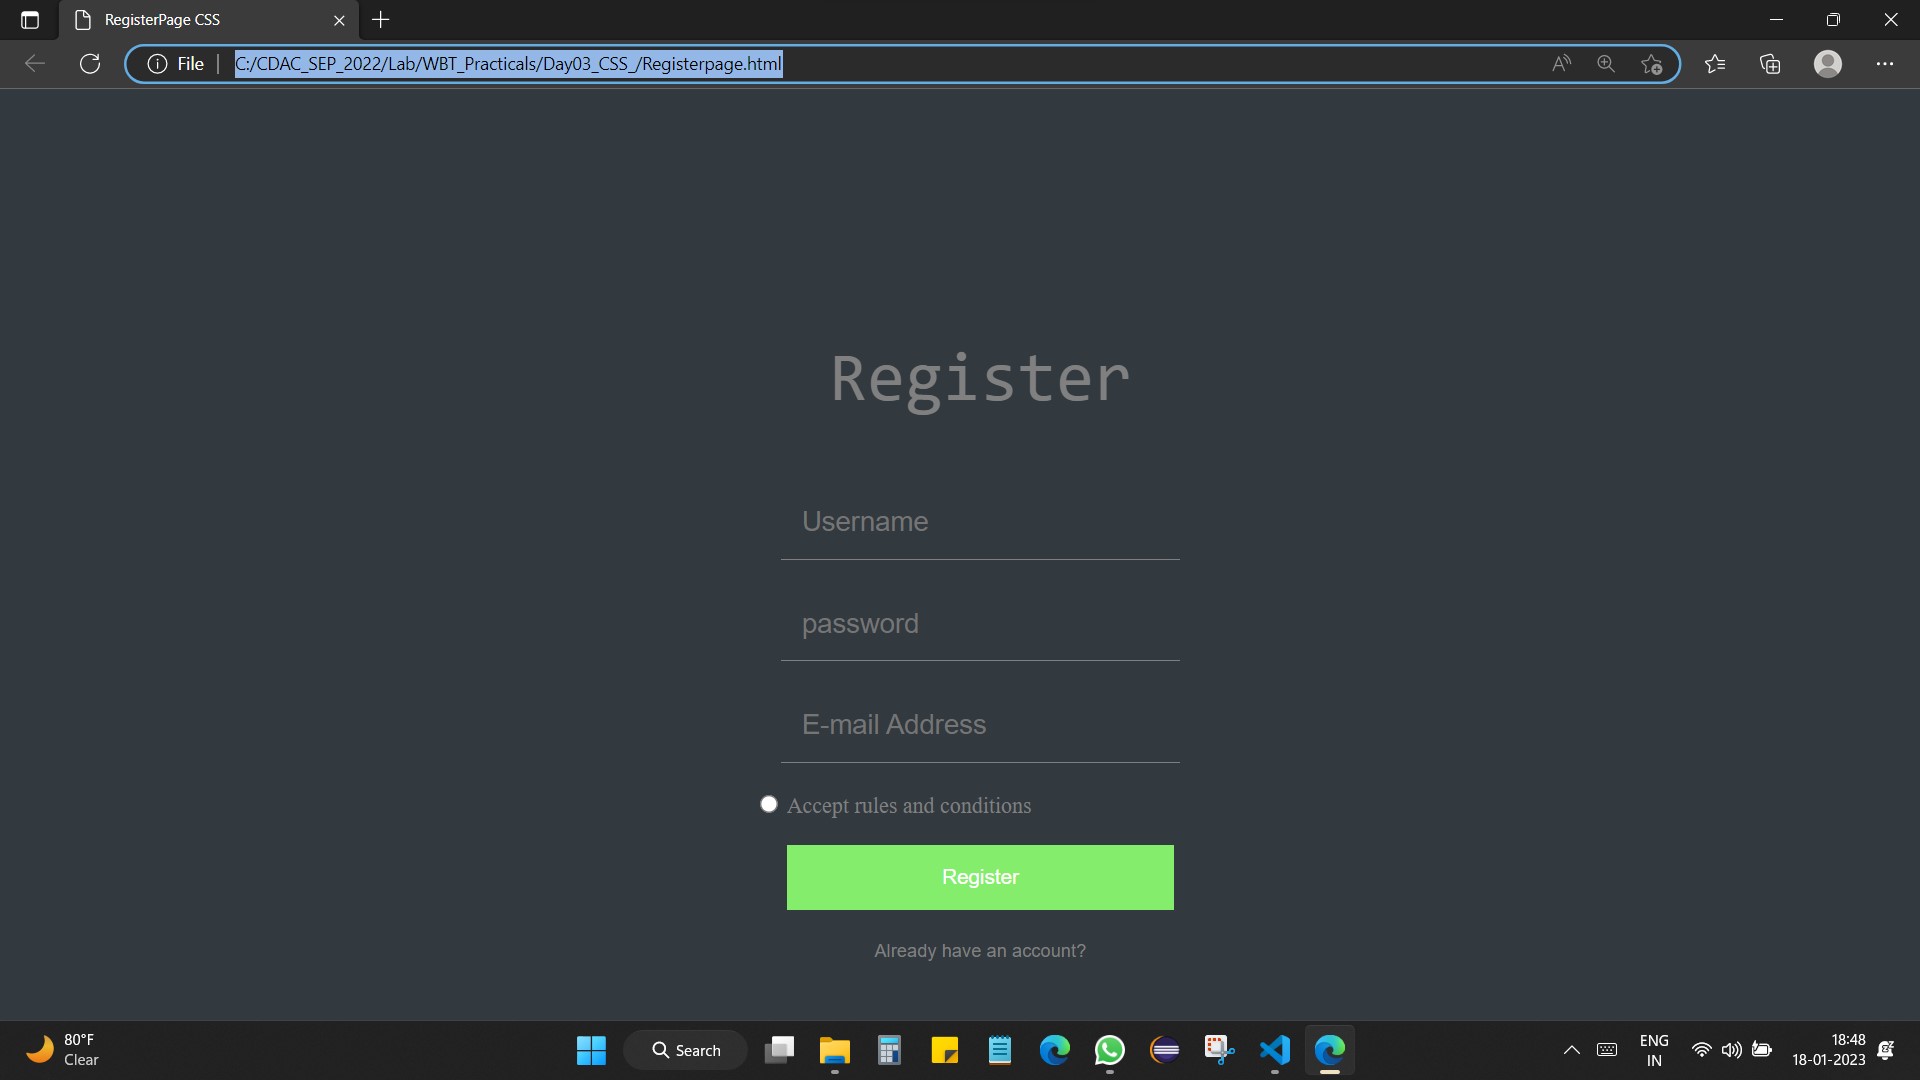 RegisterPage CSS
File
C:/CDAC_SEP_2022/Lab/WBT_Practicals/Day03_CSS_/Registerpage.html
Register
Username
password
E-mail Address
Accept rules and conditions
Register
Already have an account?
80°F
Clear
Search
ENG
IN
18:48
18-01-2023